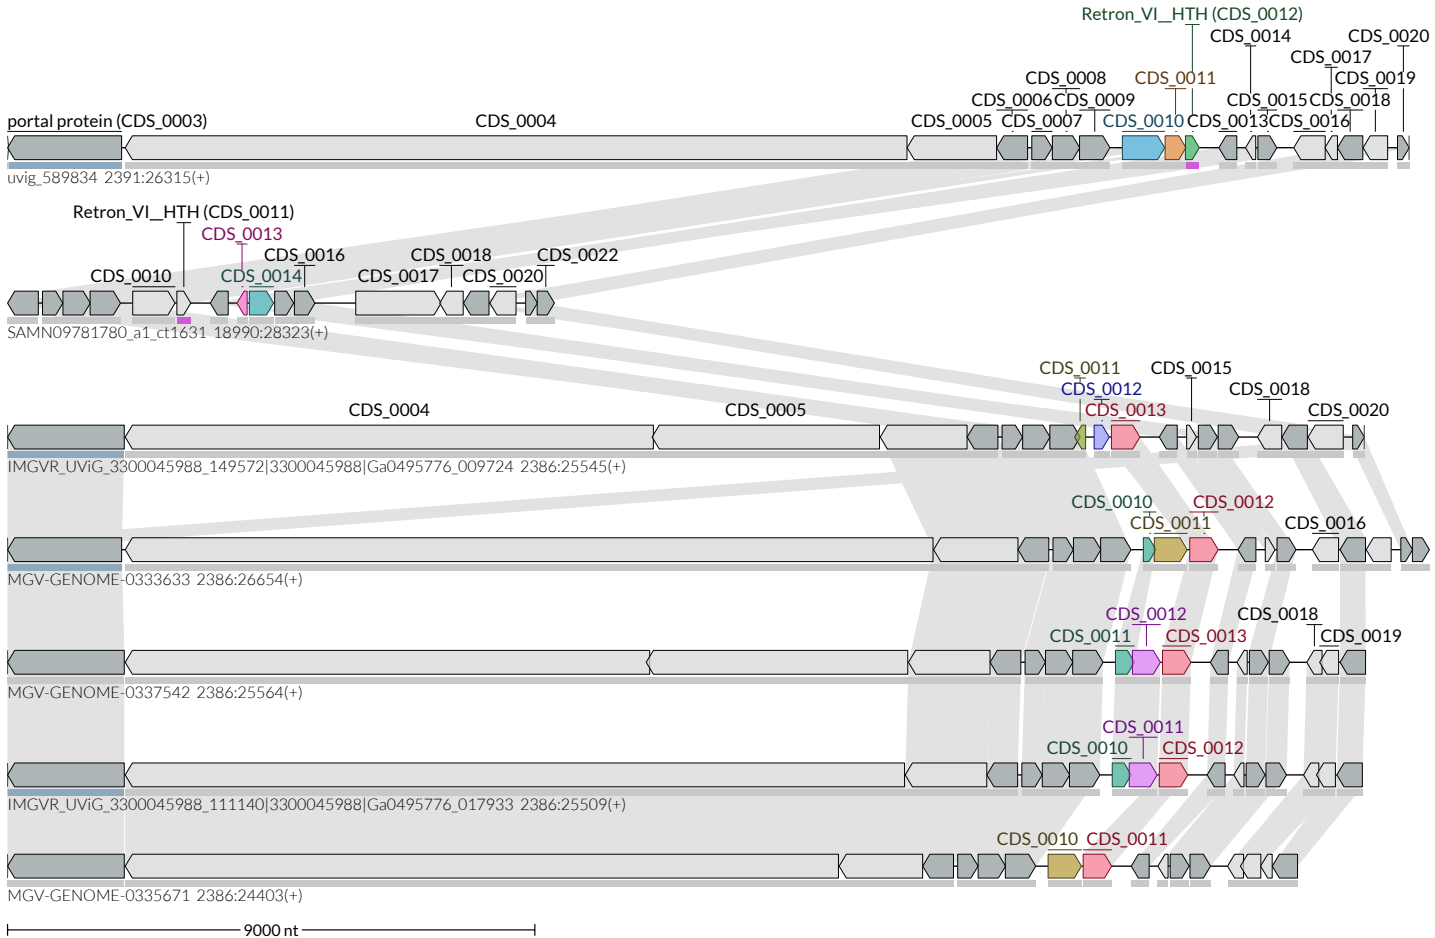 Retron_VI__HTH (CDS_0012)
CDS_0014 CDS_0020
CDS_0017
CDS_0008 CDS_0011 CDS_0019
CDS_0006 CDS_0009 CDS_0015 CDS_0018
portal protein (CDS_0003) CDS_0004 CDS_0005 CDS_0007 CDS_0010 CDS_0013 CDS_0016
uvig_589834 2391:26315(+)
Retron_VI__HTH (CDS_0011)
CDS_0013
CDS_0016 CDS_0018 CDS_0022
CDS_0010 CDS_0014 CDS_0017 CDS_0020
SAMN09781780_a1_ct1631 18990:28323(+)
CDS_0011 CDS_0015
CDS_0012 CDS_0018
CDS_0004 CDS_0005 CDS_0013 CDS_0020
IMGVR_UViG_3300045988_149572|3300045988|Ga0495776_009724 2386:25545(+)
CDS_0010 CDS_0012
CDS_0011 CDS_0016
MGV-GENOME-0333633 2386:26654(+)
CDS_0012 CDS_0018
CDS_0011 CDS_0013 CDS_0019
MGV-GENOME-0337542 2386:25564(+)
CDS_0011
CDS_0010 CDS_0012
IMGVR_UViG_3300045988_111140|3300045988|Ga0495776_017933 2386:25509(+)
CDS_0010 CDS_0011
MGV-GENOME-0335671 2386:24403(+)
9000 nt